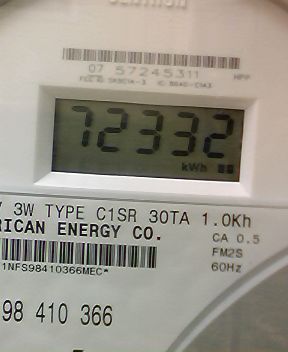 07 57245311 HPP
72332
kWh
3W TYPE C1SR 30TA 1.0Kh
RICAN ENERGY CO. CA 0.5
FM2S
1NFS98410366MEC* 60Hz
98 410 366